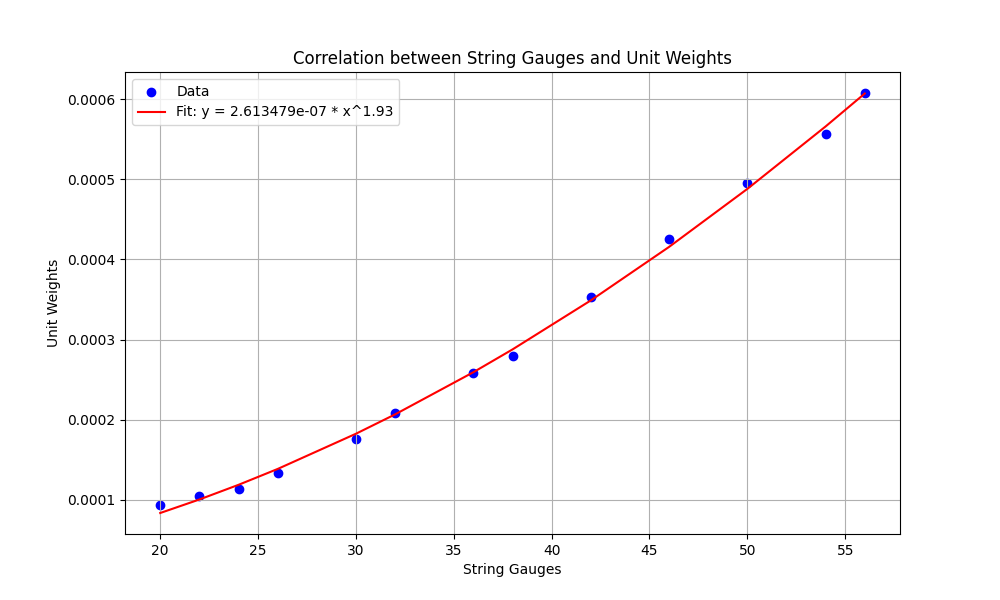 Correlation between String Gauges and Unit Weights
Data
Fit: y = 2.613479e-07 * x^1.93
Unit Weights
0.0006
0.0005
0.0004
0.0003
0.0002
0.0001
20 25 30 35 40 45 50 55
String Gauges